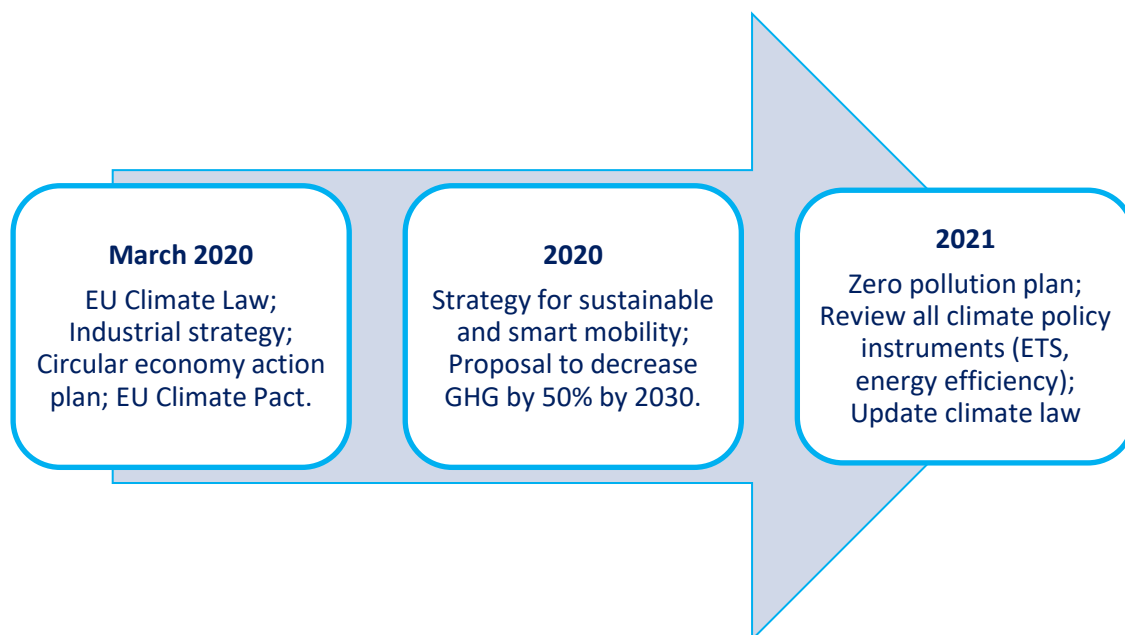 March 2020
EU Climate Law;
Industrial strategy;
Circular economy action
plan; EU Climate Pact.
2020
Strategy for sustainable
and smart mobility;
Proposal to decrease
GHG by 50% by 2030.
2021
Zero pollution plan;
Review all climate policy
instruments (ETS,
energy efficiency);
Update climate law